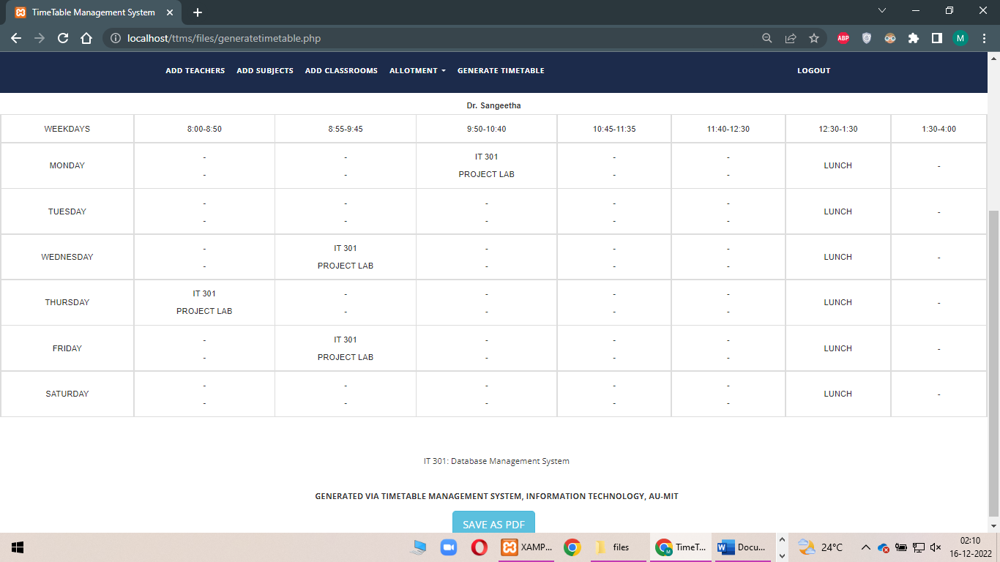 TimeTable Management System
localhost/ttms/files/generatetimetable.php
ABP
M
ADD TEACHERS ADD SUBJECTS ADD CLASSROOMS ALLOTMENT GENERATE TIMETABLE LOGOUT
Dr. Sangeetha
WEEKDAYS 8:00-8:50 8:55-9:45 9:50-10:40 10:45-11:35 11:40-12:30 12:30-1:30 1:30-4:00
- - IT 301 - -
MONDAY LUNCH -
- - PROJECT LAB - -
- - - - -
TUESDAY LUNCH -
- - - - -
- IT 301 - - -
WEDNESDAY LUNCH -
- PROJECT LAB - - -
IT 301 - - - -
THURSDAY LUNCH -
PROJECT LAB - - - -
- IT 301 - - -
FRIDAY LUNCH -
- PROJECT LAB - - -
- - - - -
SATURDAY LUNCH -
- - - - -
IT 301: Database Management System
GENERATED VIA TIMETABLE MANAGEMENT SYSTEM, INFORMATION TECHNOLOGY, AU-MIT
SAVE AS PDF
XAMP... files TimeT... Docu... 24°C
02:10
16-12-2022